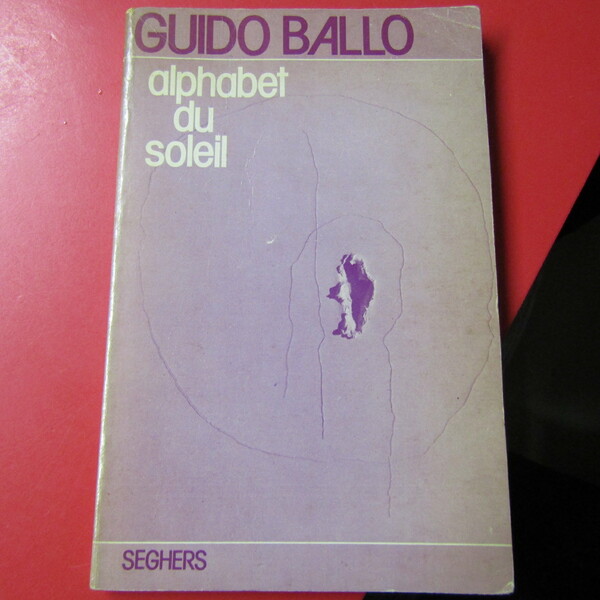 GUIDO BALLO
alphabet
du
soleil
SEGHERS